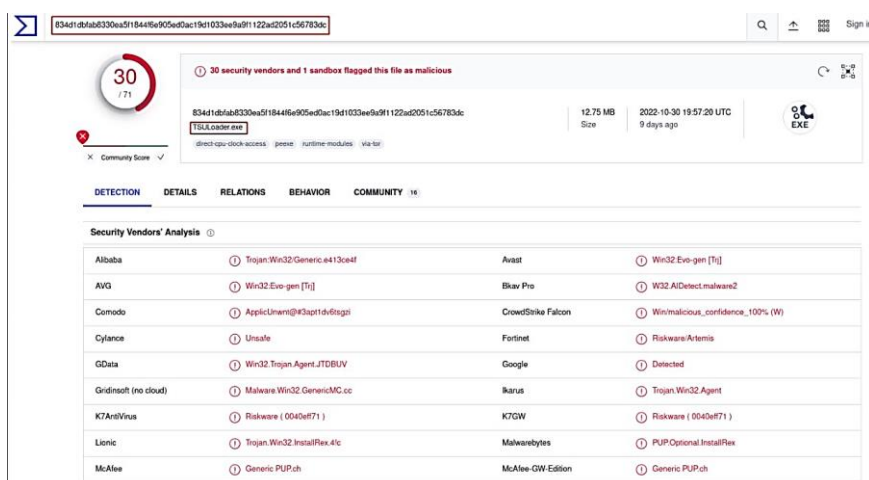 834d1dbfab8330ea5f1844f6e905ed0ac19d1033ee9a9f1122ad2051c56783dc
Sign i
30
/ 71
30 security vendors and 1 sandbox flagged this file as malicious
834d1dbfab8330ea5f1844f6e905ed0ac19d1033ee9a9f1122ad2051c56783dc
TSULoader.exe
direct-cpu-clock-access peexe runtime-modules via-tor
12.75 MB
Size
2022-10-30 19:57:20 UTC
9 days ago
EXE
Community Score
DETECTION DETAILS RELATIONS BEHAVIOR COMMUNITY 16
Security Vendors' Analysis
Alibaba Trojan:Win32/Generic.e413ce4f Avast Win32:Evo-gen [Trj]
AVG Win32:Evo-gen [Trj] Bkav Pro W32.AIDetect.malware2
Comodo ApplicUnwnt@#3apt1dv6tsgzi CrowdStrike Falcon Win/malicious_confidence_100% (W)
Cylance Unsafe Fortinet Riskware/Artemis
GData Win32.Trojan.Agent.JTDBUV Google Detected
Gridinsoft (no cloud) Malware.Win32.GenericMC.cc Ikarus Trojan.Win32.Agent
K7AntiVirus Riskware ( 0040eff71 ) K7GW Riskware ( 0040eff71 )
Lionic Trojan.Win32.InstallRex.4!c Malwarebytes PUP.Optional.InstallRex
McAfee Generic PUP.ch McAfee-GW-Edition Generic PUP.ch